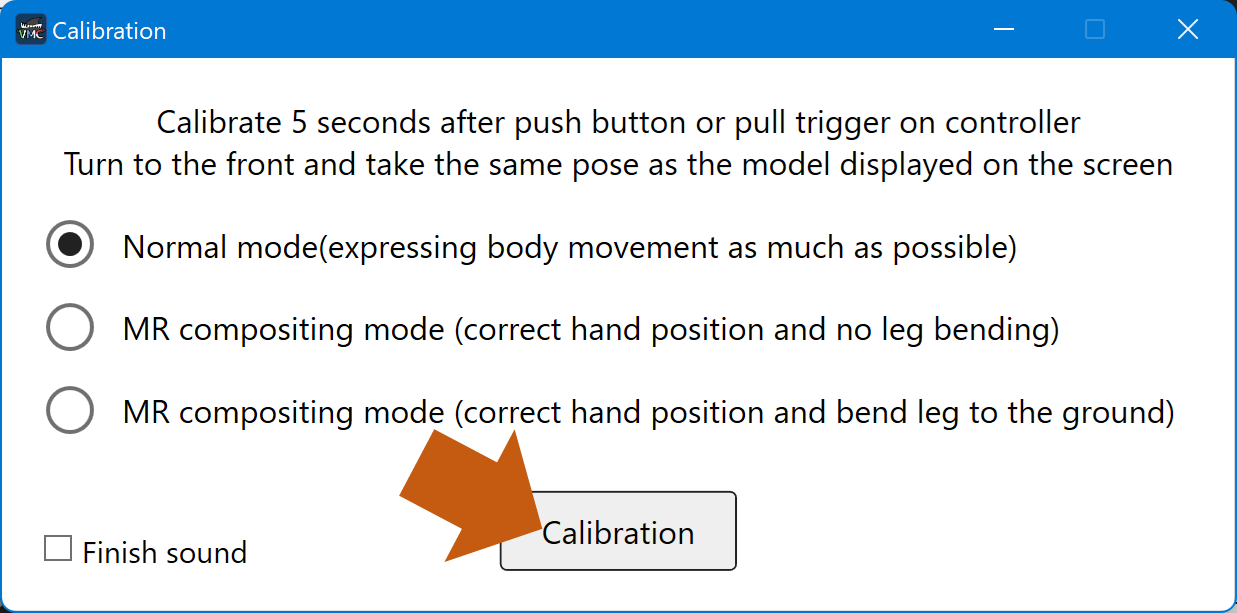 VMC Calibration
Calibrate 5 seconds after push button or pull trigger on controller
Turn to the front and take the same pose as the model displayed on the screen
Normal mode(expressing body movement as much as possible)
MR compositing mode (correct hand position and no leg bending)
MR compositing mode (correct hand position and bend leg to the ground)
Calibration
Finish sound